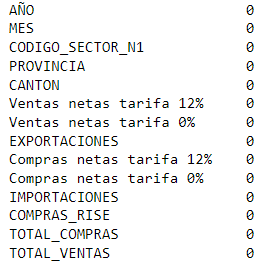 AÑO 0
MES 0
CODIGO_SECTOR_N1 0
PROVINCIA 0
CANTON 0
Ventas netas tarifa 12% 0
Ventas netas tarifa 0% 0
EXPORTACIONES 0
Compras netas tarifa 12% 0
Compras netas tarifa 0% 0
IMPORTACIONES 0
COMPRAS_RISE 0
TOTAL_COMPRAS 0
TOTAL_VENTAS 0